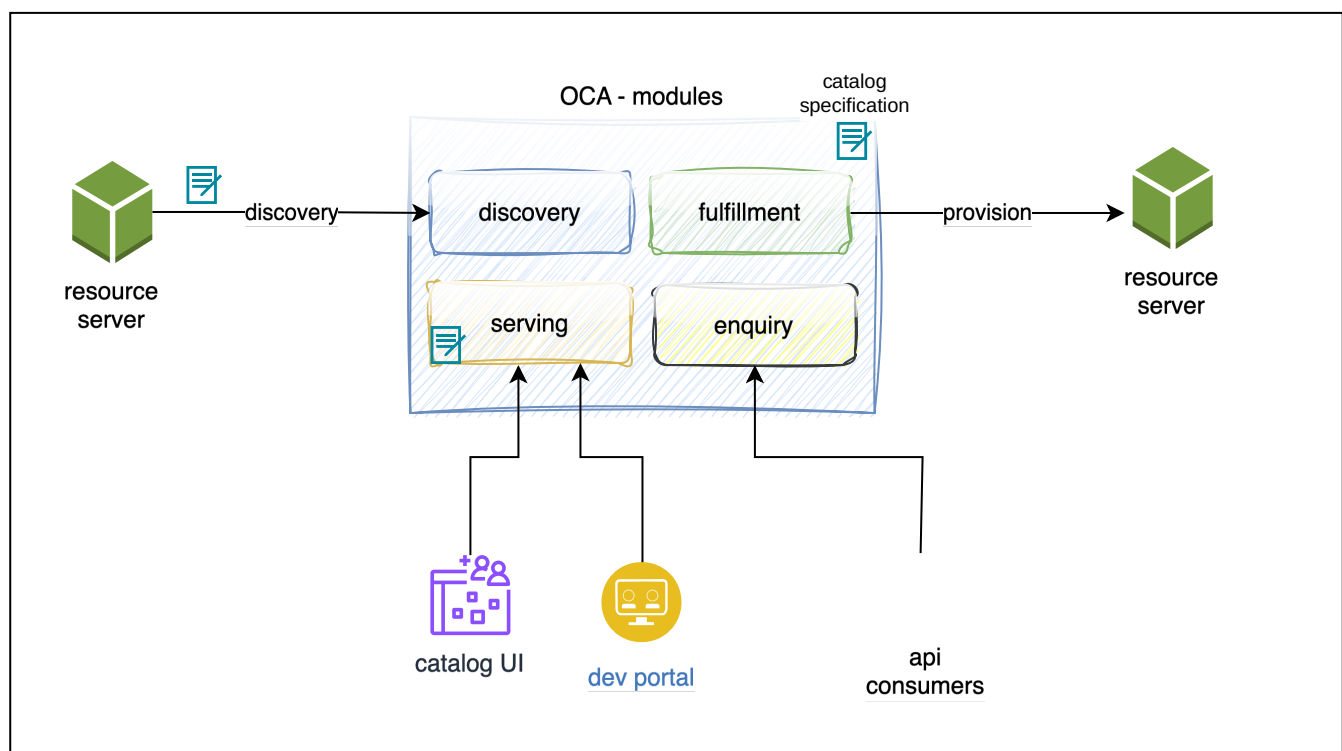 OCA - modules
catalog
specification
discovery
discovery
fulfillment
provision
resource
server
resource
server
serving
enquiry
catalog UI
dev portal
api
consumers